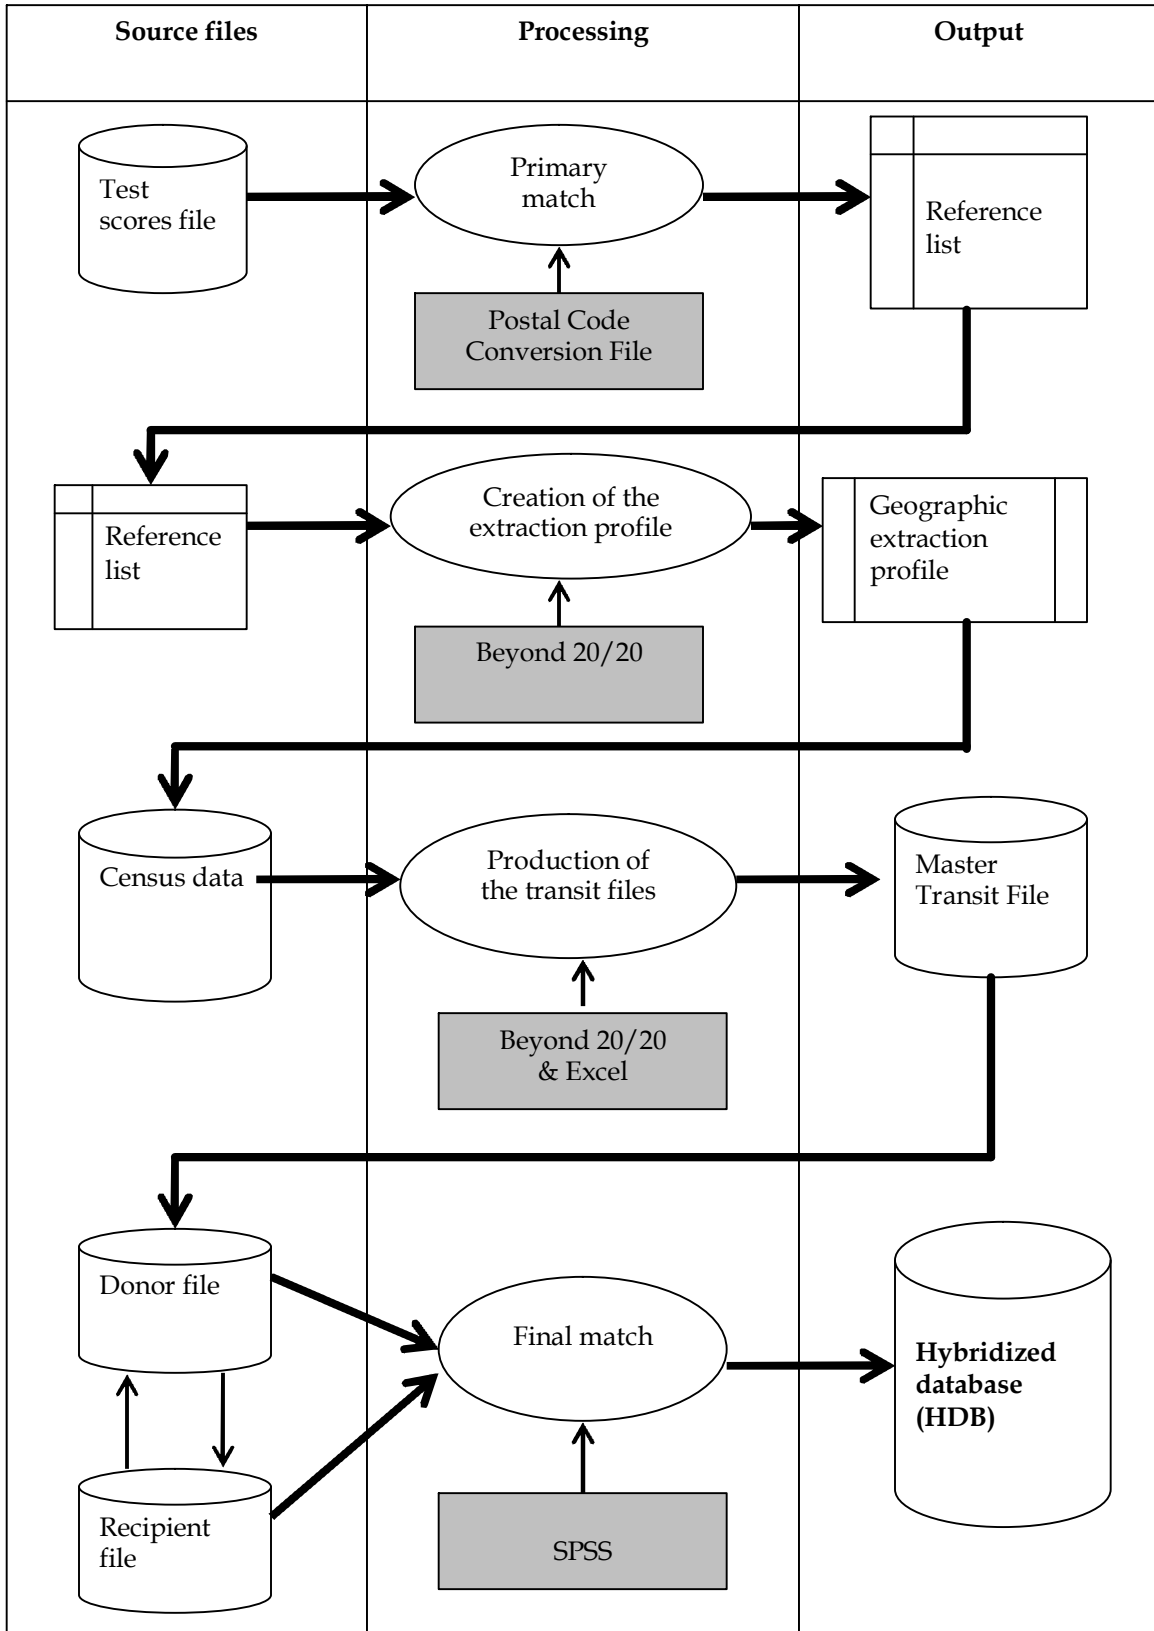 Source files
Processing
Output
Test
scores file
Primary
match
Reference
list
Postal Code
Conversion File
Reference
list
Creation of the
extraction profile
Geographic
extraction
profile
Beyond 20/20
Census data
Production of
the transit files
Master
Transit File
Beyond 20/20
& Excel
Donor file
Final match
Hybridized
database
(HDB)
Recipient
file
SPSS